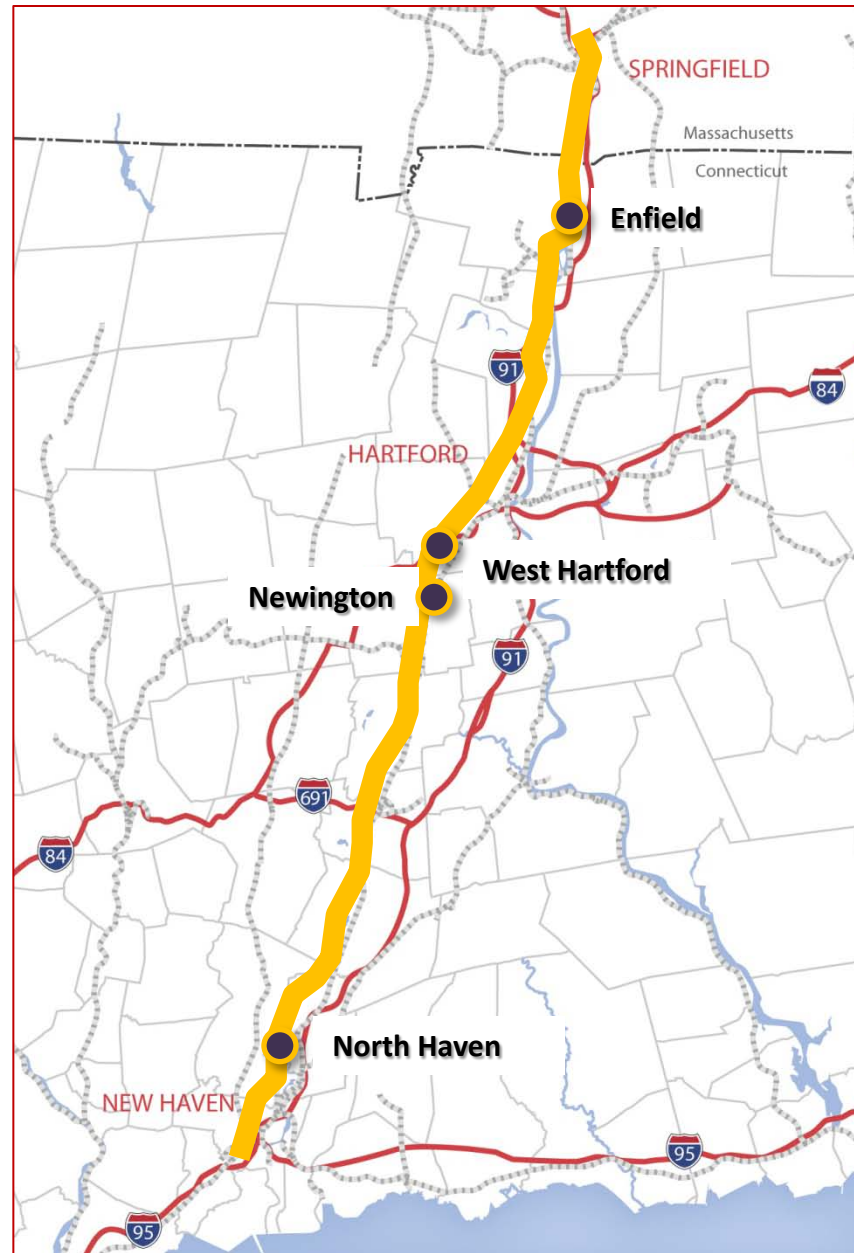 SPRINGFIELD
Massachusetts
Connecticut
Enfield
91
84
HARTFORD
West Hartford
Newington
91
691
84
North Haven
NEW HAVEN
95
95